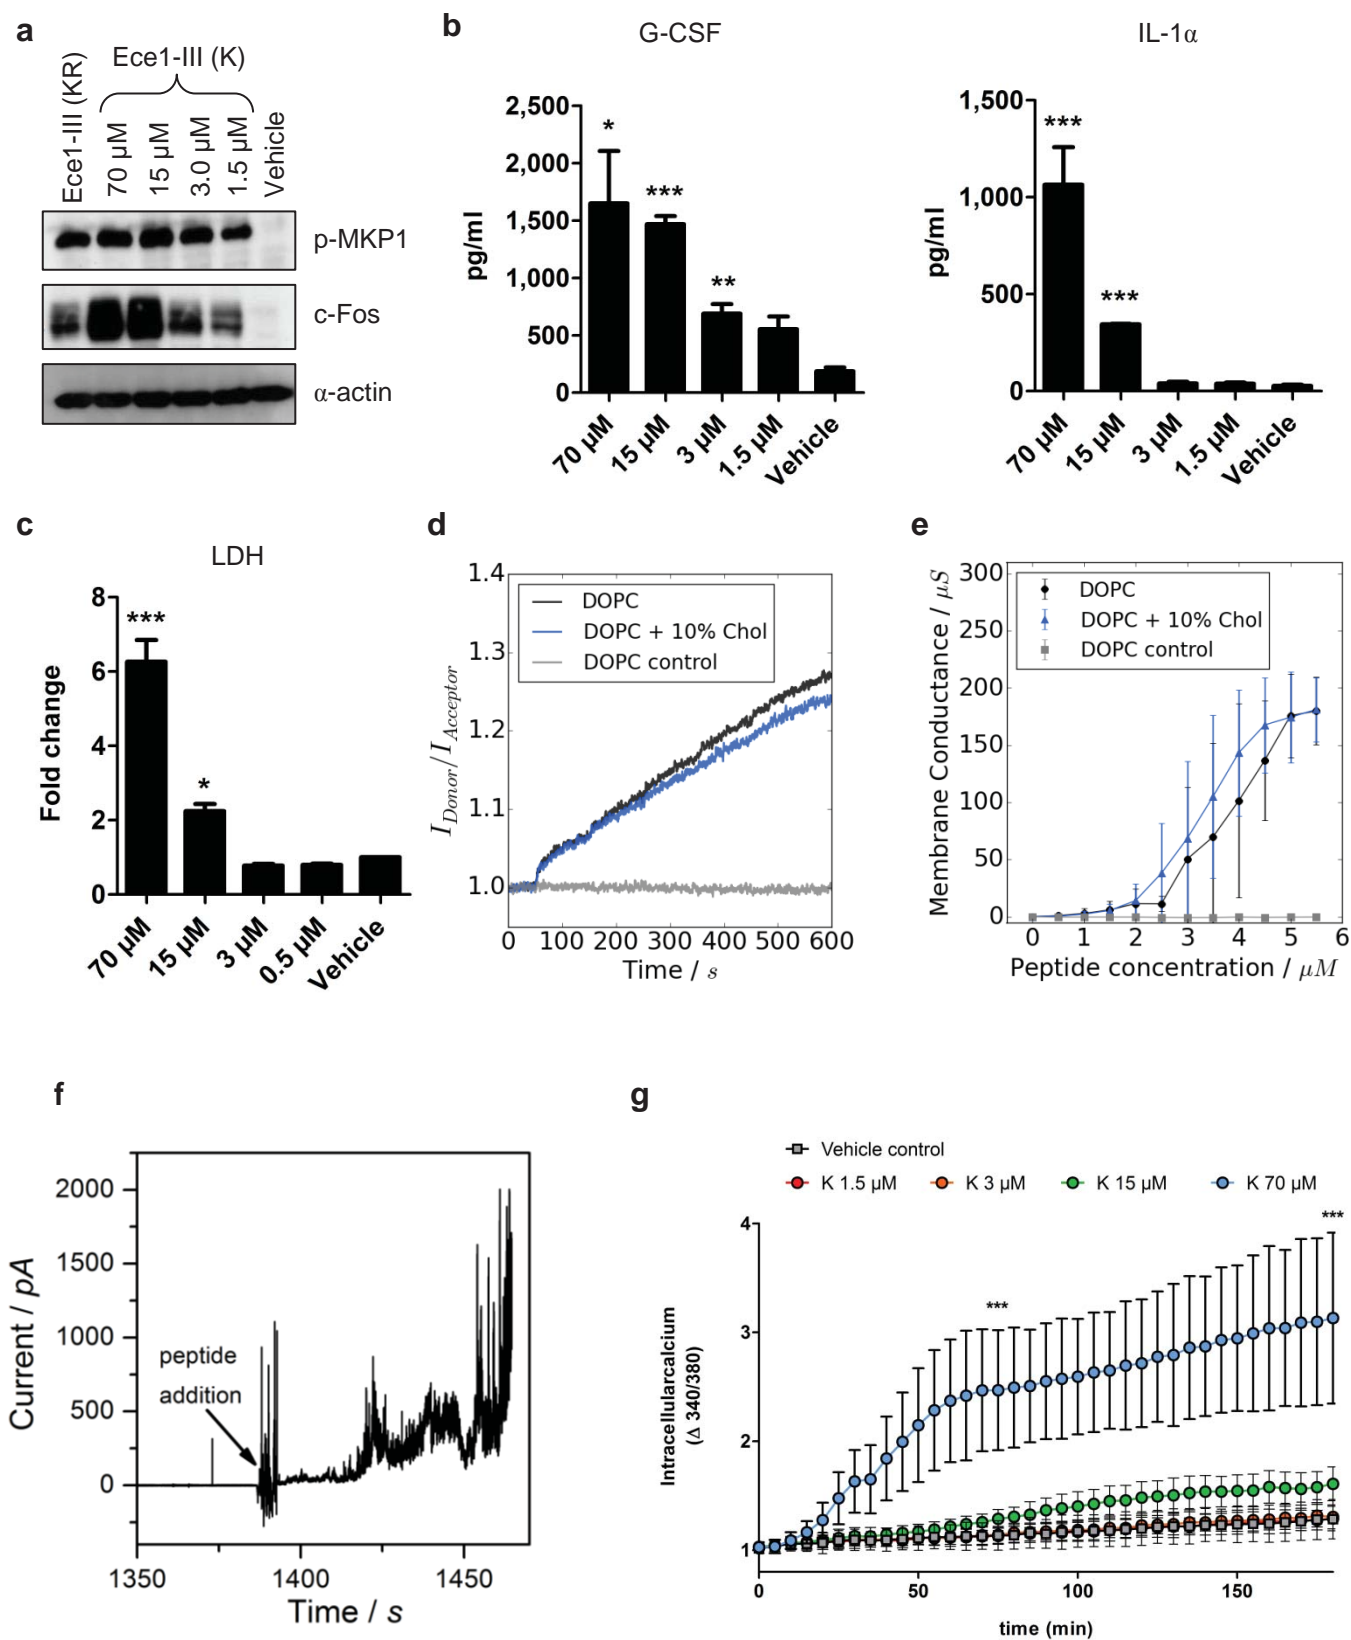 a
Ece1-III (KR)
Ece1-III (K)
70 µM
15 µM
3.0 µM
1.5 µM
Vehicle
p-MKP1
c-Fos
α-actin
b
G-CSF
pg/ml
2,500
2,000
1,500
1,000
500
0
*
***
**
70 µM
15 µM
3 µM
1.5 µM
Vehicle
IL-1α
pg/ml
1,500
1,000
500
0
***
***
70 µM
15 µM
3 µM
1.5 µM
Vehicle
c
LDH
Fold change
8
6
4
2
0
***
*
70 µM
15 µM
3 µM
0.5 µM
Vehicle
d
I_Donor/I_Acceptor
1.4
1.3
1.2
1.1
1.0
DOPC
DOPC + 10% Chol
DOPC control
0 100 200 300 400 500 600
Time / s
e
Membrane Conductance / µS
300
250
200
150
100
50
0
DOPC
DOPC + 10% Chol
DOPC control
0 1 2 3 4 5 6
Peptide concentration / µM
f
Current / pA
2000
1500
1000
500
0
peptide
addition
1350 1400 1450
Time / s
g
Vehicle control
K 1.5 µM K 3 µM K 15 µM K 70 µM
Intracellularcalcium
(Δ 340/380)
4
3
2
1
***
***
0 50 100 150
time (min)